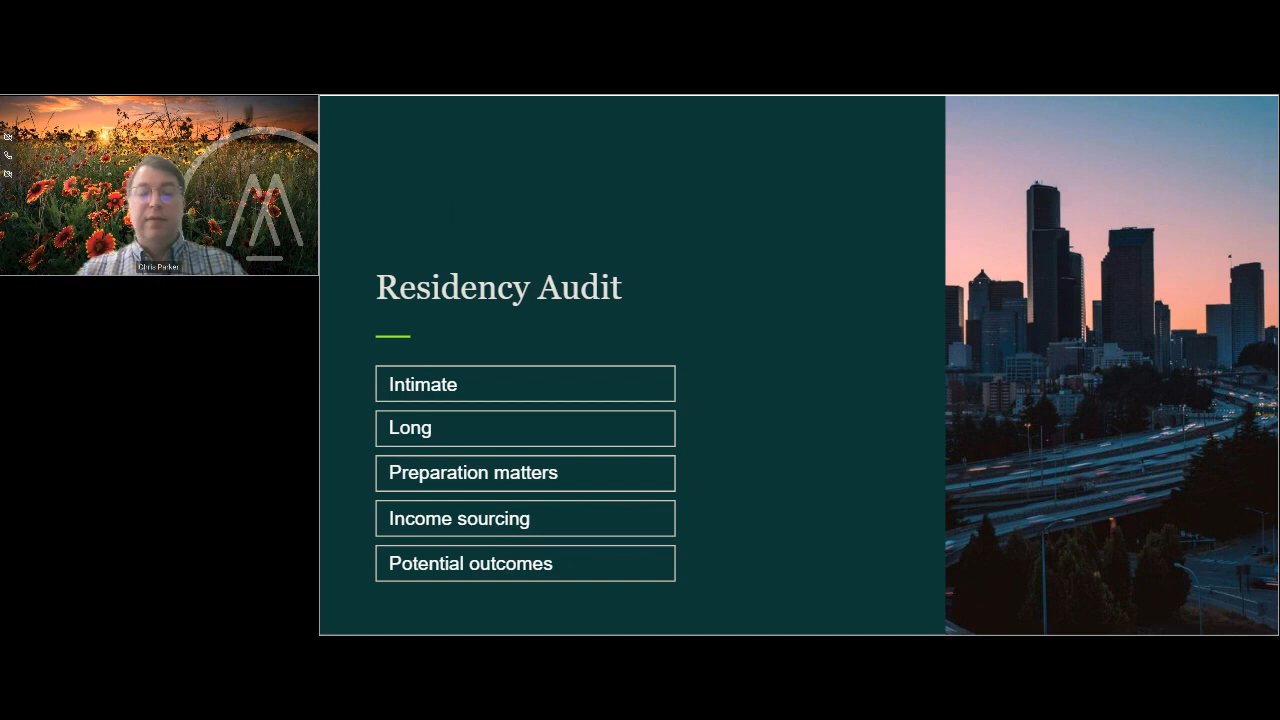 Chris Parker
Residency Audit
Intimate
Long
Preparation matters
Income sourcing
Potential outcomes